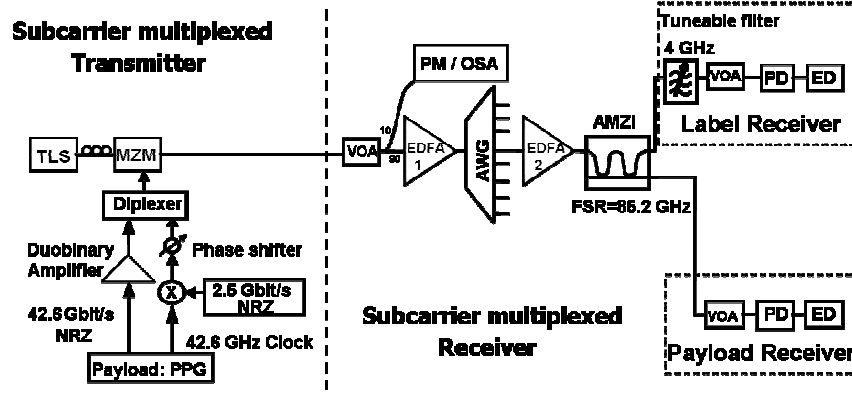 Subcarrier multiplexed
Transmitter
TLS
MZM
Diplexer
Duobinary
Amplifier
Phase shifter
X
2.5 Gbit/s
NRZ
42.6 Gbit/s
NRZ
42.6 GHz Clock
Payload: PPG
PM / OSA
VOA
10
90
EDFA
1
AWG
EDFA
2
AMZI
FSR=85.2 GHz
Subcarrier multiplexed
Receiver
Tuneable filter
4 GHz
VOA
PD
ED
Label Receiver
VOA
PD
ED
Payload Receiver